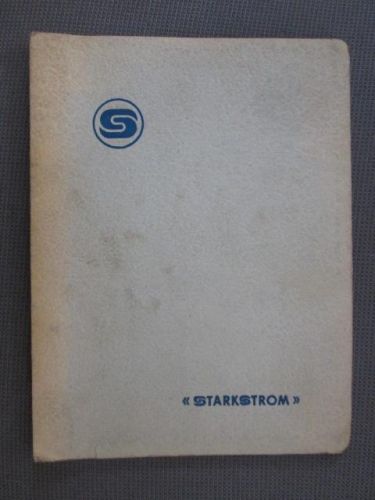 S
« STARKSTROM »